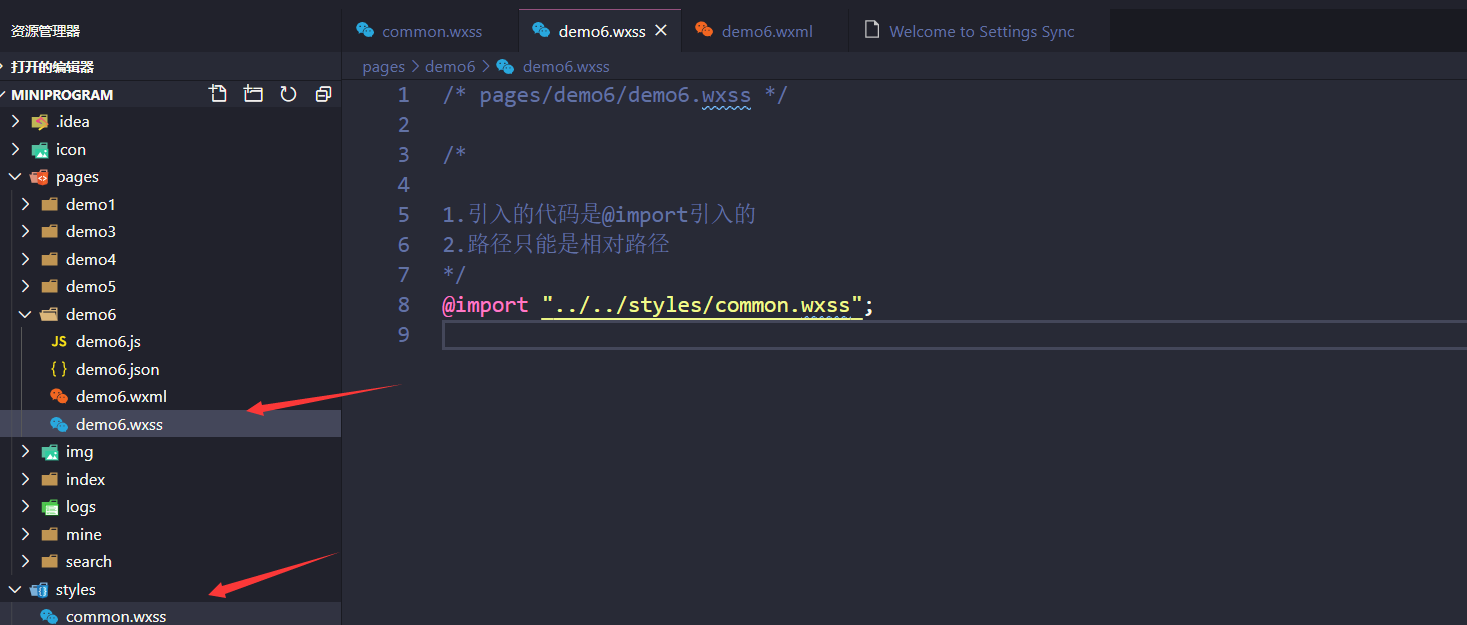 资源管理器
打开的编辑器
MINIPROGRAM
.idea
icon
pages
demo1
demo3
demo4
demo5
demo6
JS demo6.js
{} demo6.json
demo6.wxml
demo6.wxss
img
index
logs
mine
search
styles
common.wxss
common.wxss demo6.wxss demo6.wxml Welcome to Settings Sync
pages > demo6 > demo6.wxss
1 /* pages/demo6/demo6.wxss */
2
3 /*
4
5 1.引入的代码是@import引入的
6 2.路径只能是相对路径
7 */
8 @import "../../styles/common.wxss";
9